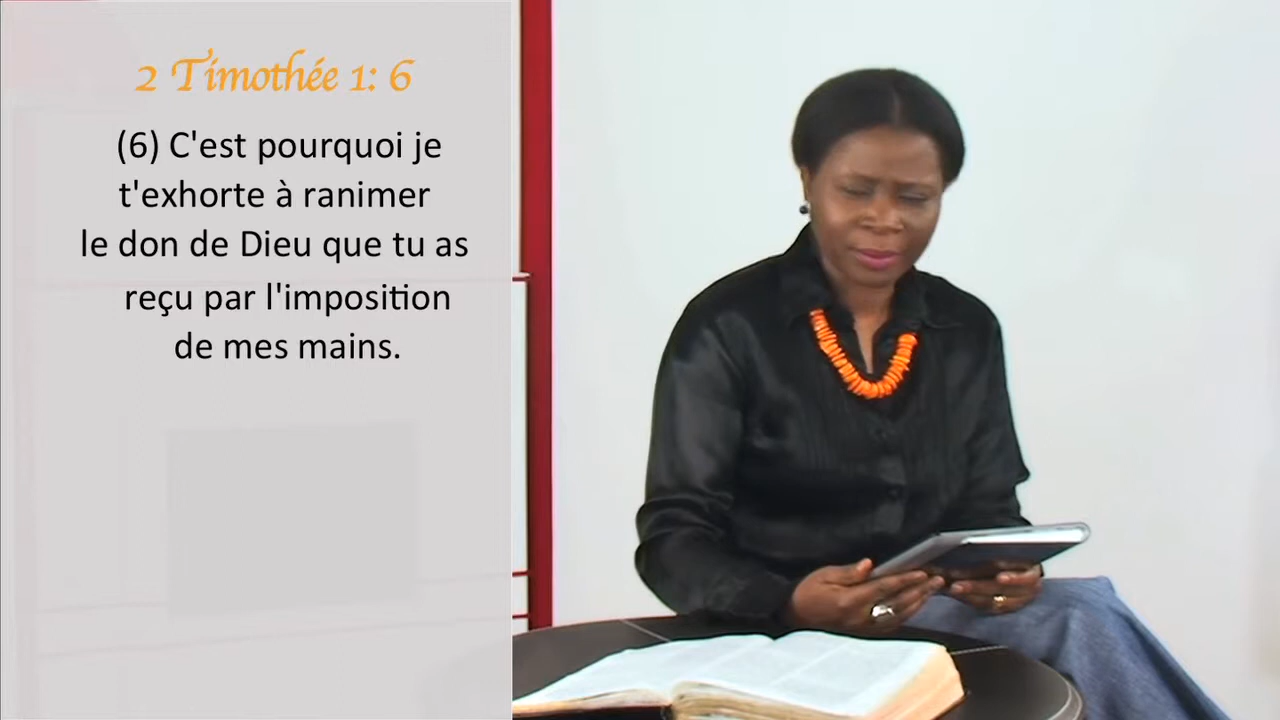 2 Timothée 1: 6
(6) C'est pourquoi je
t'exhorte à ranimer
le don de Dieu que tu as
reçu par l'imposition
de mes mains.